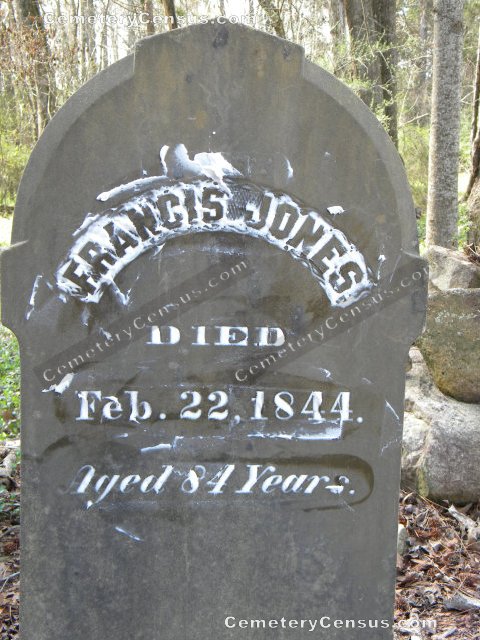 CemeteryCensus.com
FRANCIS JONES
CemeteryCensus.com
CemeteryCensus.com
DIED
Feb. 22, 1844.
Aged 84 Years.
CemeteryCensus.com